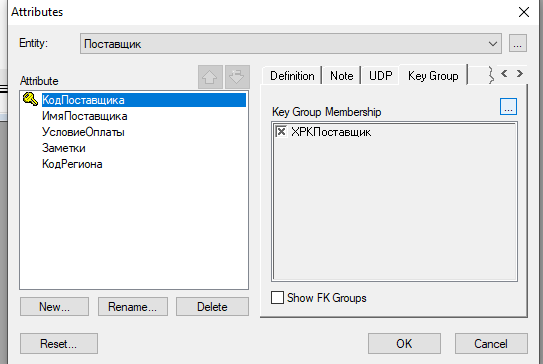 Attributes
Entity:
Поставщик
...
Attribute
Definition
Note
UDP
Key Group
КодПоставщика
ИмяПоставщика
УсловиеОплаты
Заметки
КодРегиона
Key Group Membership
...
ХРКПоставщик
Show FK Groups
New...
Rename...
Delete
Reset...
OK
Cancel